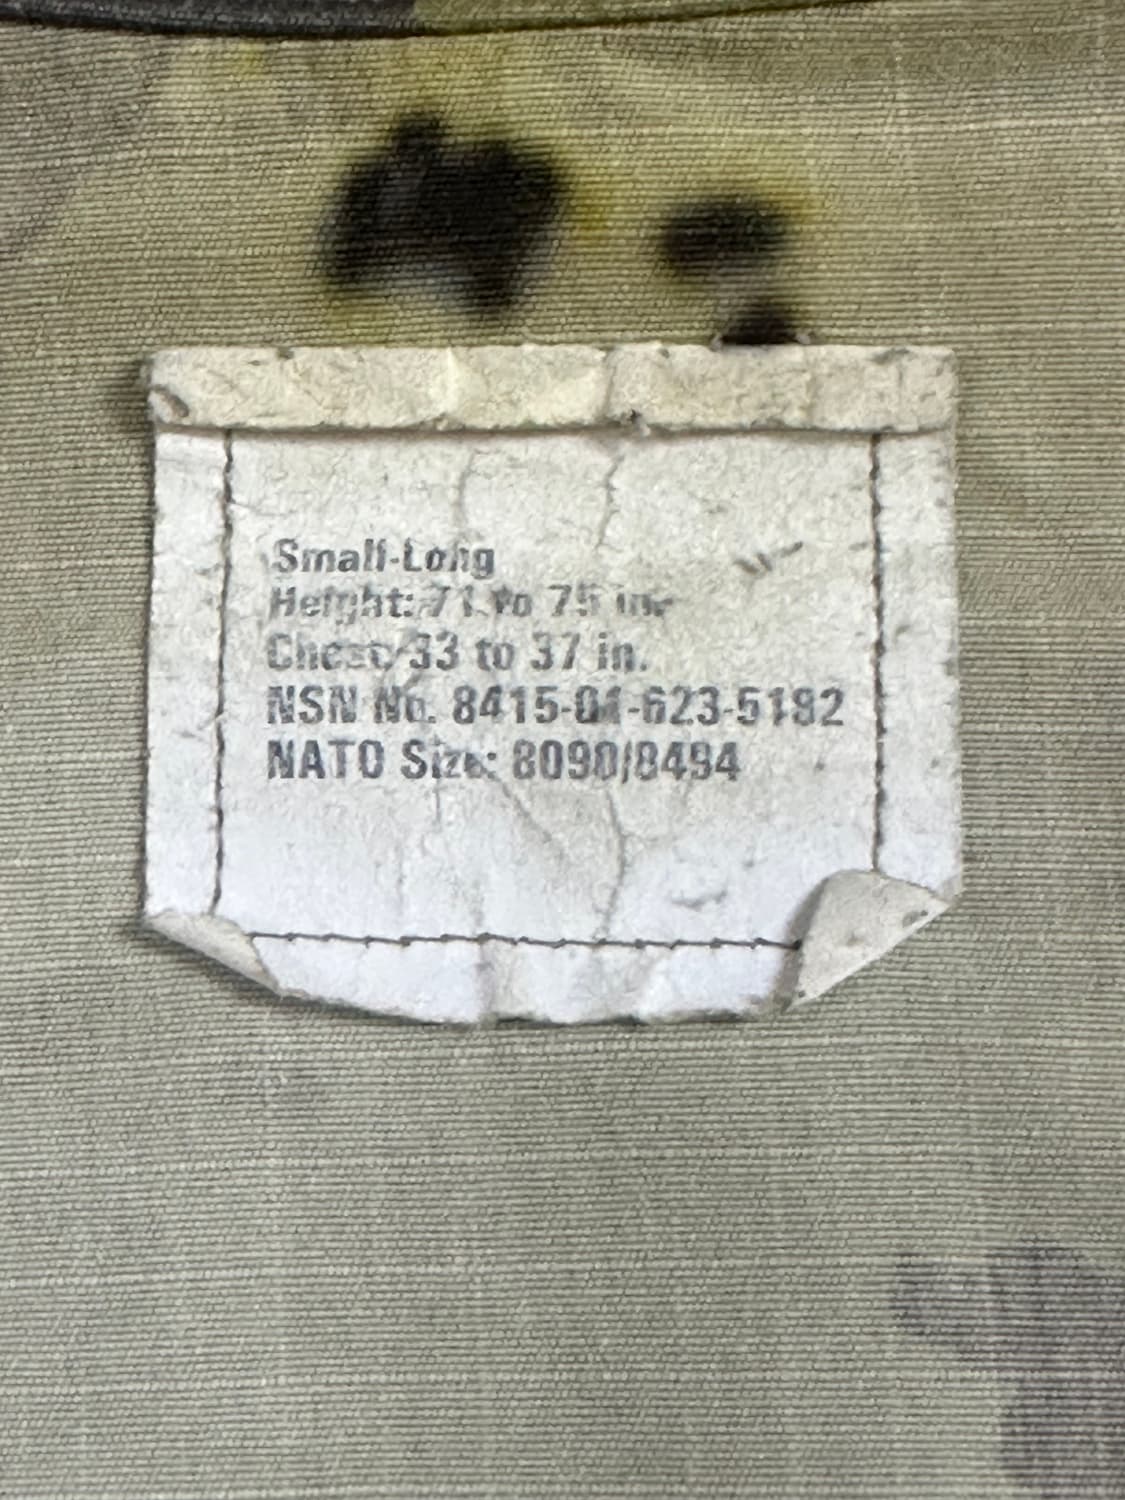 Small-Long
Height: 71 to 75 in.
Chest: 33 to 37 in.
NSN No. 8415-01-623-5182
NATO Size: 8090/8494